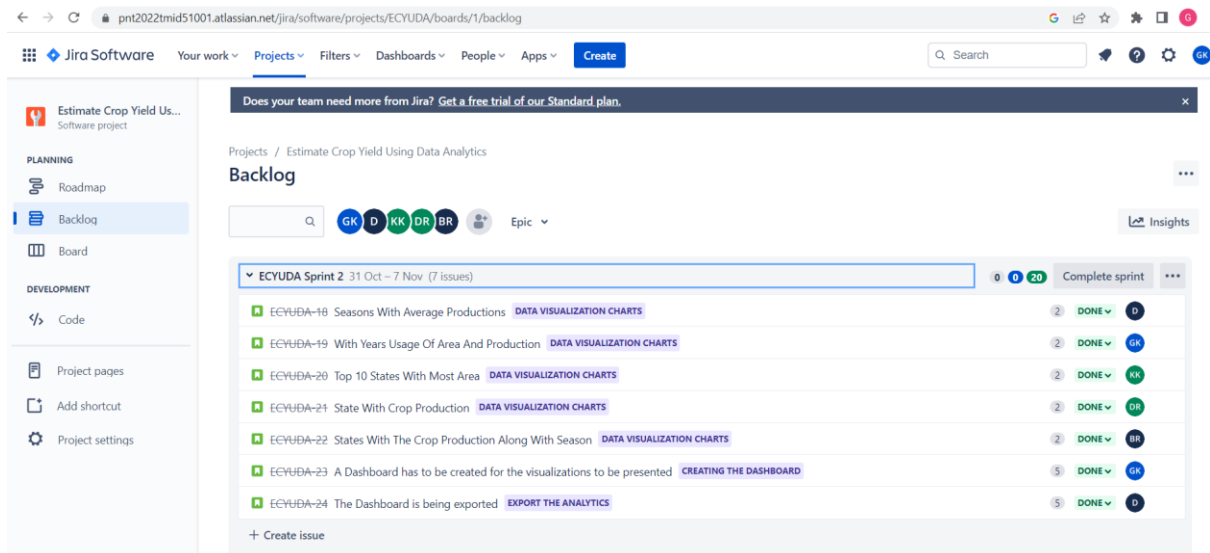 pnt2022tmid51001.atlassian.net/jira/software/projects/ECYUDA/boards/1/backlog G G
Jira Software Your work Projects Filters Dashboards People Apps Create Search GK
Does your team need more from Jira? Get a free trial of our Standard plan.
Estimate Crop Yield Us...
Software project
PLANNING
Roadmap
Backlog
Board
DEVELOPMENT
Code
Project pages
Add shortcut
Project settings
Projects / Estimate Crop Yield Using Data Analytics
Backlog
GK D KK DR BR Epic Insights
ECYUDA Sprint 2 31 Oct – 7 Nov (7 issues) 0 0 20 Complete sprint
ECYUDA-18 Seasons With Average Productions DATA VISUALIZATION CHARTS 2 DONE D
ECYUDA-19 With Years Usage Of Area And Production DATA VISUALIZATION CHARTS 2 DONE GK
ECYUDA-20 Top 10 States With Most Area DATA VISUALIZATION CHARTS 2 DONE KK
ECYUDA-21 State With Crop Production DATA VISUALIZATION CHARTS 2 DONE DR
ECYUDA-22 States With The Crop Production Along With Season DATA VISUALIZATION CHARTS 2 DONE BR
ECYUDA-23 A Dashboard has to be created for the visualizations to be presented CREATING THE DASHBOARD 5 DONE GK
ECYUDA-24 The Dashboard is being exported EXPORT THE ANALYTICS 5 DONE D
+ Create issue